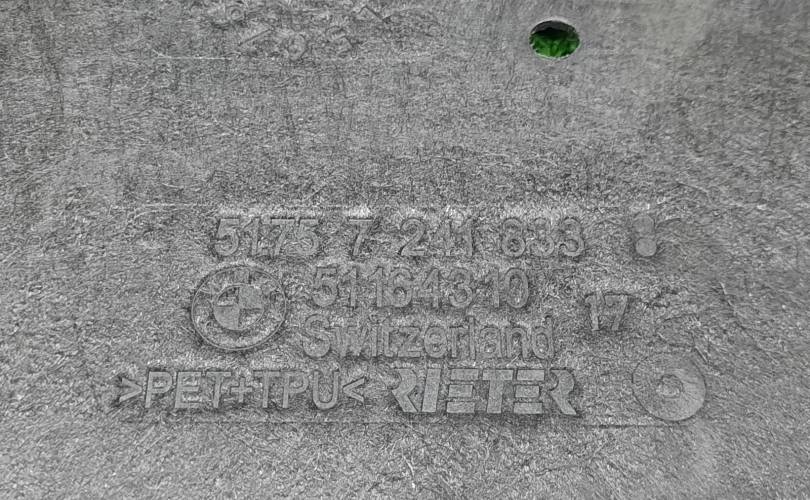 5175 7 241 833
51164310
17
Switzerland
>PET+TPU< RIETER